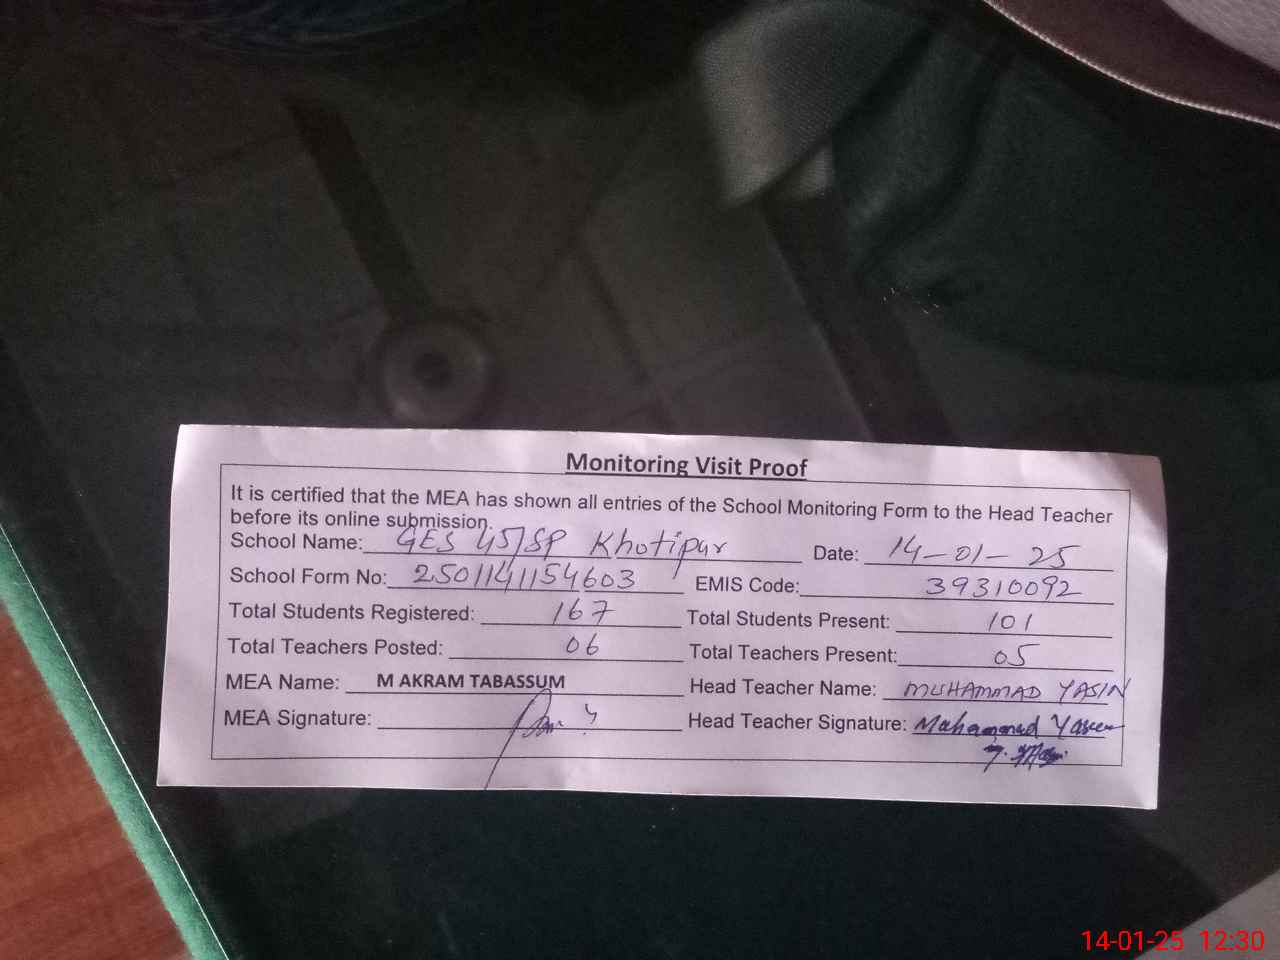 Monitoring Visit Proof
It is certified that the MEA has shown all entries of the School Monitoring Form to the Head Teacher
before its online submission.
School Name: GES 45/SP Khotipur Date: 14-01-25
School Form No: 2501141154603 EMIS Code: 39310092
Total Students Registered: 167 Total Students Present: 101
Total Teachers Posted: 06 Total Teachers Present: 05
MEA Name: M AKRAM TABASSUM Head Teacher Name: MUHAMMAD YASIN
MEA Signature: Head Teacher Signature: Muhammad Yaseen
14-01-25 12:30